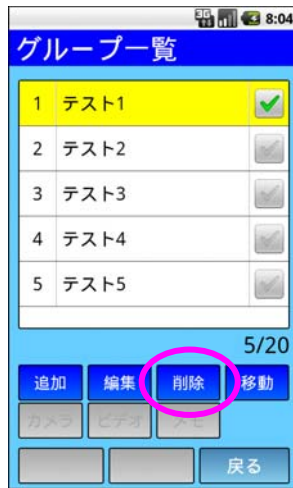 3G 8:04
グループ一覧
1 テスト1
2 テスト2
3 テスト3
4 テスト4
5 テスト5
5/20
追加 編集 削除 移動
カメラ ビデオ メモ
戻る